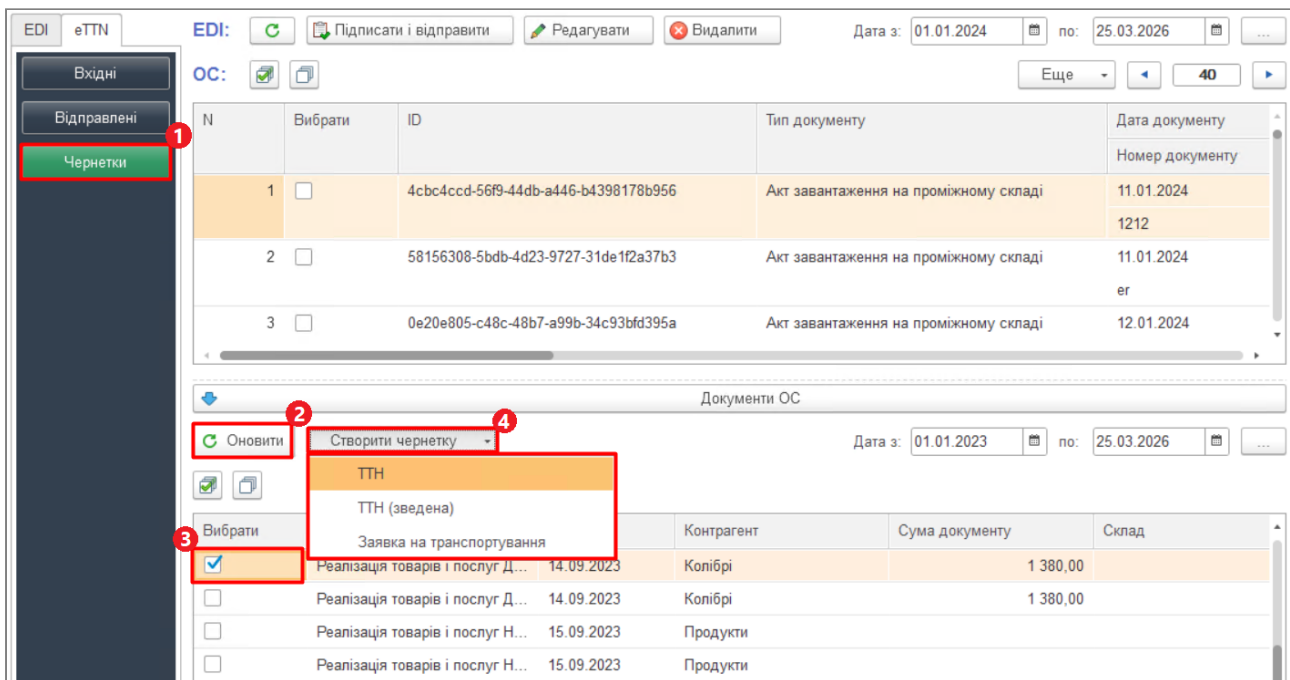 EDI eTTN EDI: Підписати і відправити Редагувати Видалити Дата з: 01.01.2024 по: 25.03.2026 ...
Вхідні ОС: Еще 40
Відправлені N Вибрати ID Тип документу Дата документу
1
Чернетки Номер документу
1 4cbc4ccd-56f9-44db-a446-b4398178b956 Акт завантаження на проміжному складі 11.01.2024
1212
2 58156308-5bdb-4d23-9727-31de1f2a37b3 Акт завантаження на проміжному складі 11.01.2024
er
3 0e20e805-c48c-48b7-a99b-34c93bfd395a Акт завантаження на проміжному складі 12.01.2024
Документи ОС
2 4
Оновити Створити чернетку Дата з: 01.01.2023 по: 25.03.2026 ...
ТТН
ТТН (зведена)
Заявка на транспортування
Вибрати Контрагент Сума документу Склад
3
Реалізація товарів і послуг Д... 14.09.2023 Колібрі 1 380,00
Реалізація товарів і послуг Д... 14.09.2023 Колібрі 1 380,00
Реалізація товарів і послуг Н... 15.09.2023 Продукти
Реалізація товарів і послуг Н... 15.09.2023 Продукти